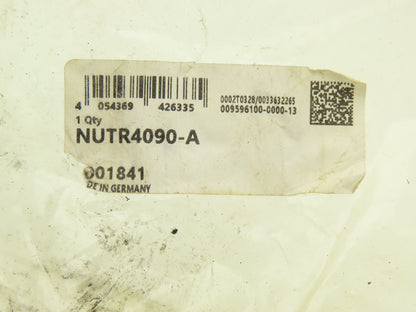 4 054369 426335
0002T0328/0033632265
009596100-0000-13
1 Qty
NUTR4090-A
001841
DE IN GERMANY